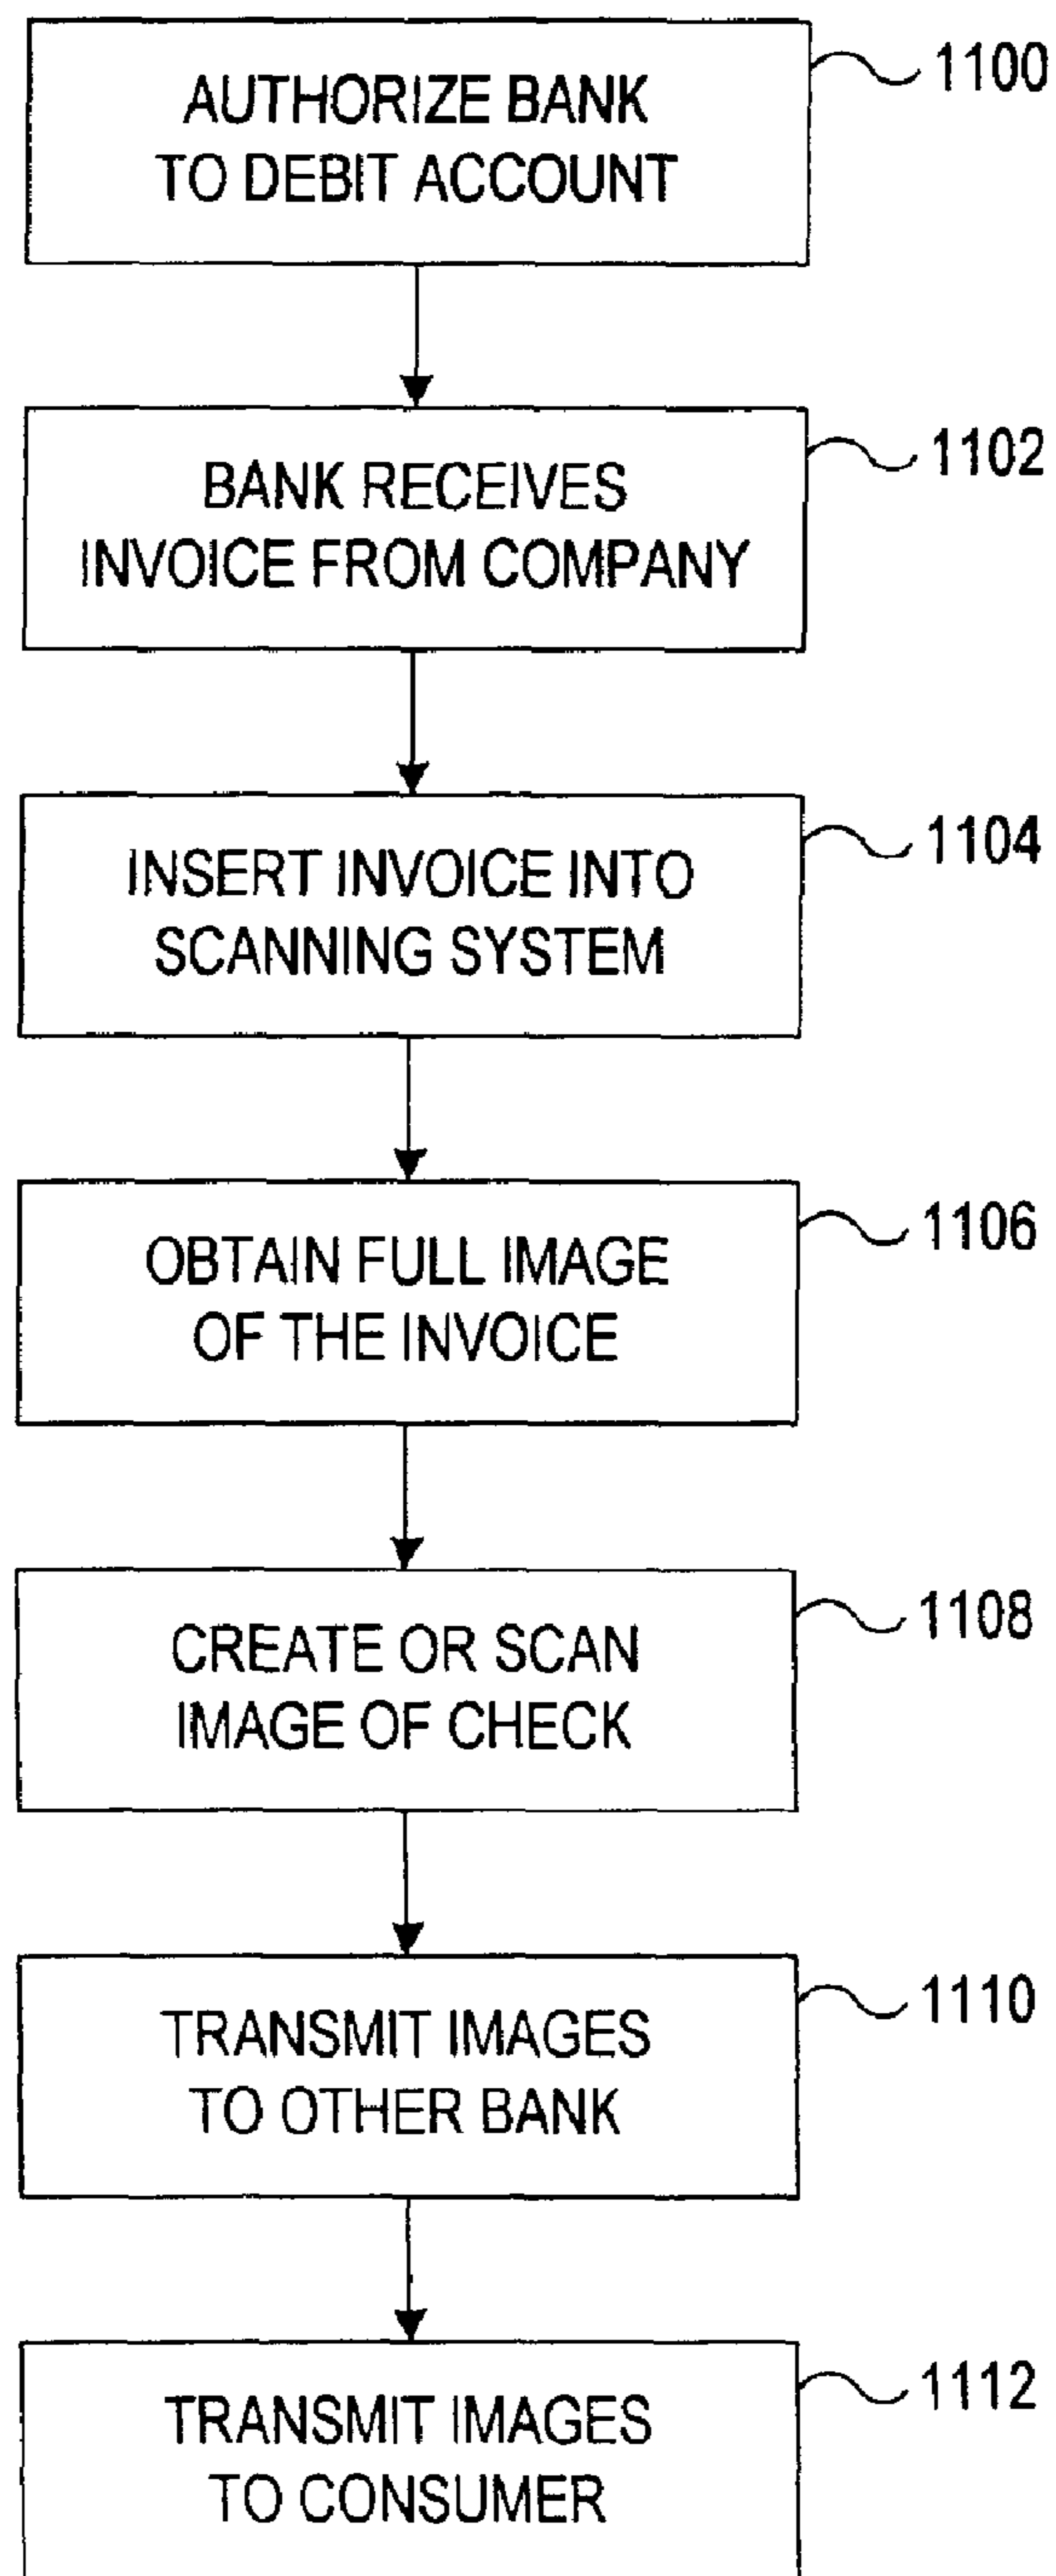 AUTHORIZE BANK
TO DEBIT ACCOUNT
1100
BANK RECEIVES
INVOICE FROM COMPANY
1102
INSERT INVOICE INTO
SCANNING SYSTEM
1104
OBTAIN FULL IMAGE
OF THE INVOICE
1106
CREATE OR SCAN
IMAGE OF CHECK
1108
TRANSMIT IMAGES
TO OTHER BANK
1110
TRANSMIT IMAGES
TO CONSUMER
1112